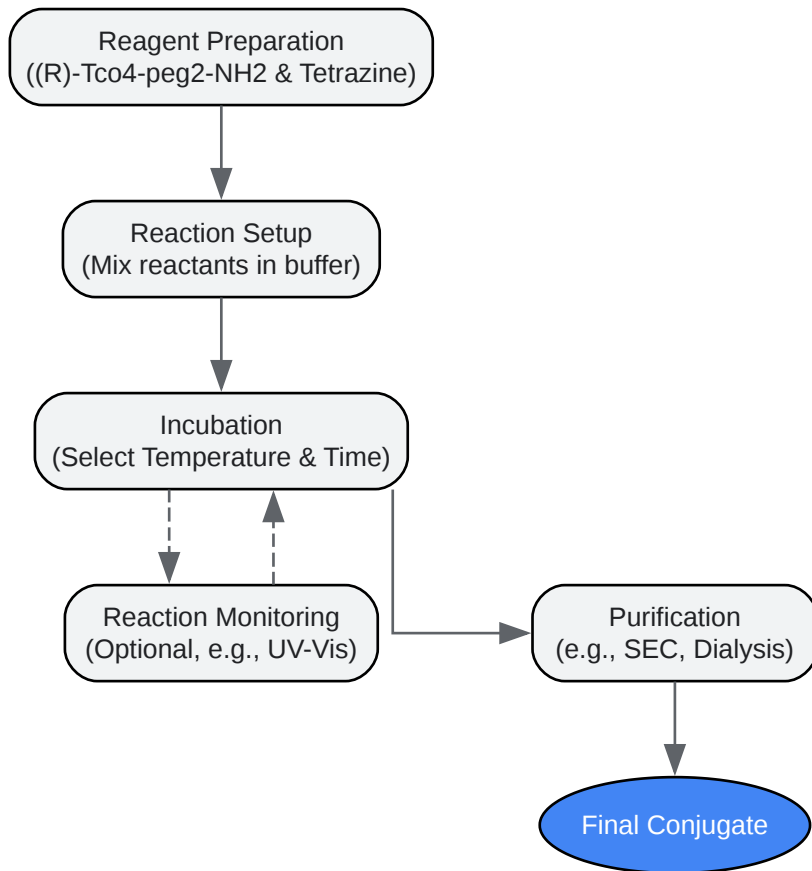 Reagent Preparation
((R)-Tco4-peg2-NH2 & Tetrazine)
Reaction Setup
(Mix reactants in buffer)
Incubation
(Select Temperature & Time)
Reaction Monitoring
(Optional, e.g., UV-Vis)
Purification
(e.g., SEC, Dialysis)
Final Conjugate